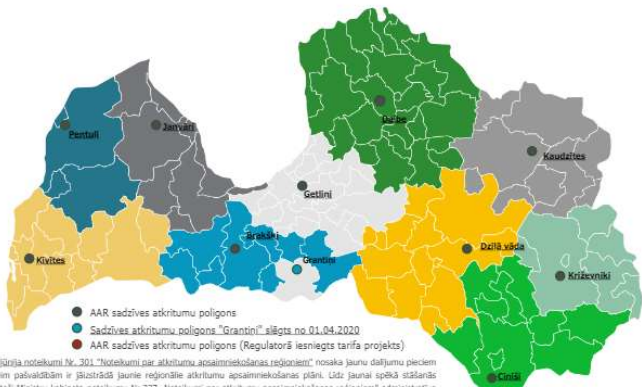 Daibe
Pentuļi
Janvāri
Kaudzītes
Getliņi
Brakšķi
Grantiņi
Dziļā vāda
Ķīvītes
Križevņiki
Cinīši
AAR sadzīves atkritumu poligons
Sadzīves atkritumu poligons "Grantiņi" slēgts no 01.04.2020
AAR sadzīves atkritumu poligons (Regulatorā iesniegts tarifa projekts)
jūnija noteikumi Nr. 301 "Noteikumi par atkritumu apsaimniekošanas reģioniem" nosaka jaunu dalījumu pieciem
im pašvaldībām ir jāizstrādā jaunie reģionālie atkritumu apsaimniekošanas plāni. Līdz jaunai spēkā stāšanās